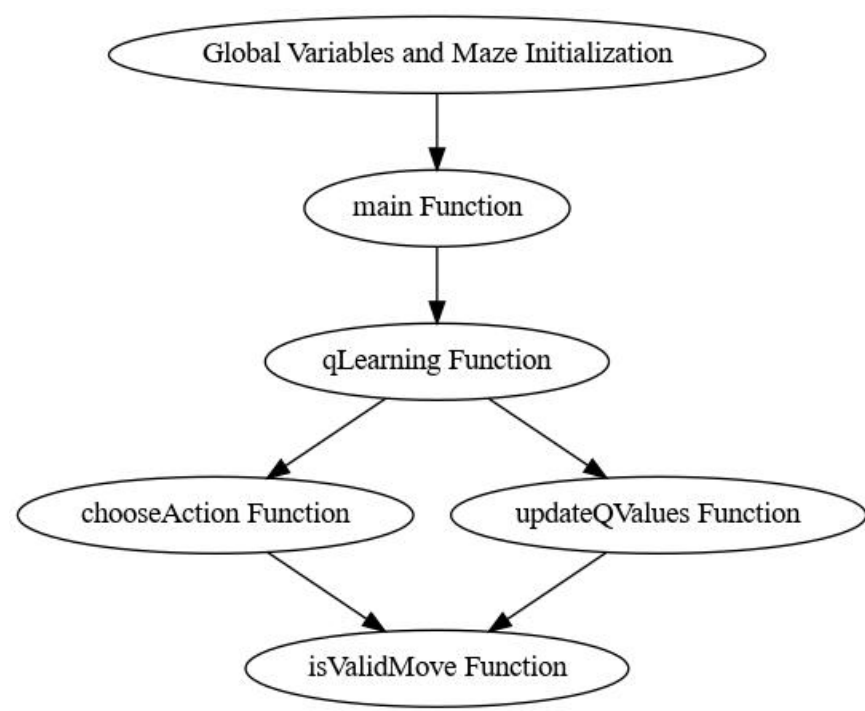 Global Variables and Maze Initialization
main Function
qLearning Function
chooseAction Function
updateQValues Function
isValidMove Function